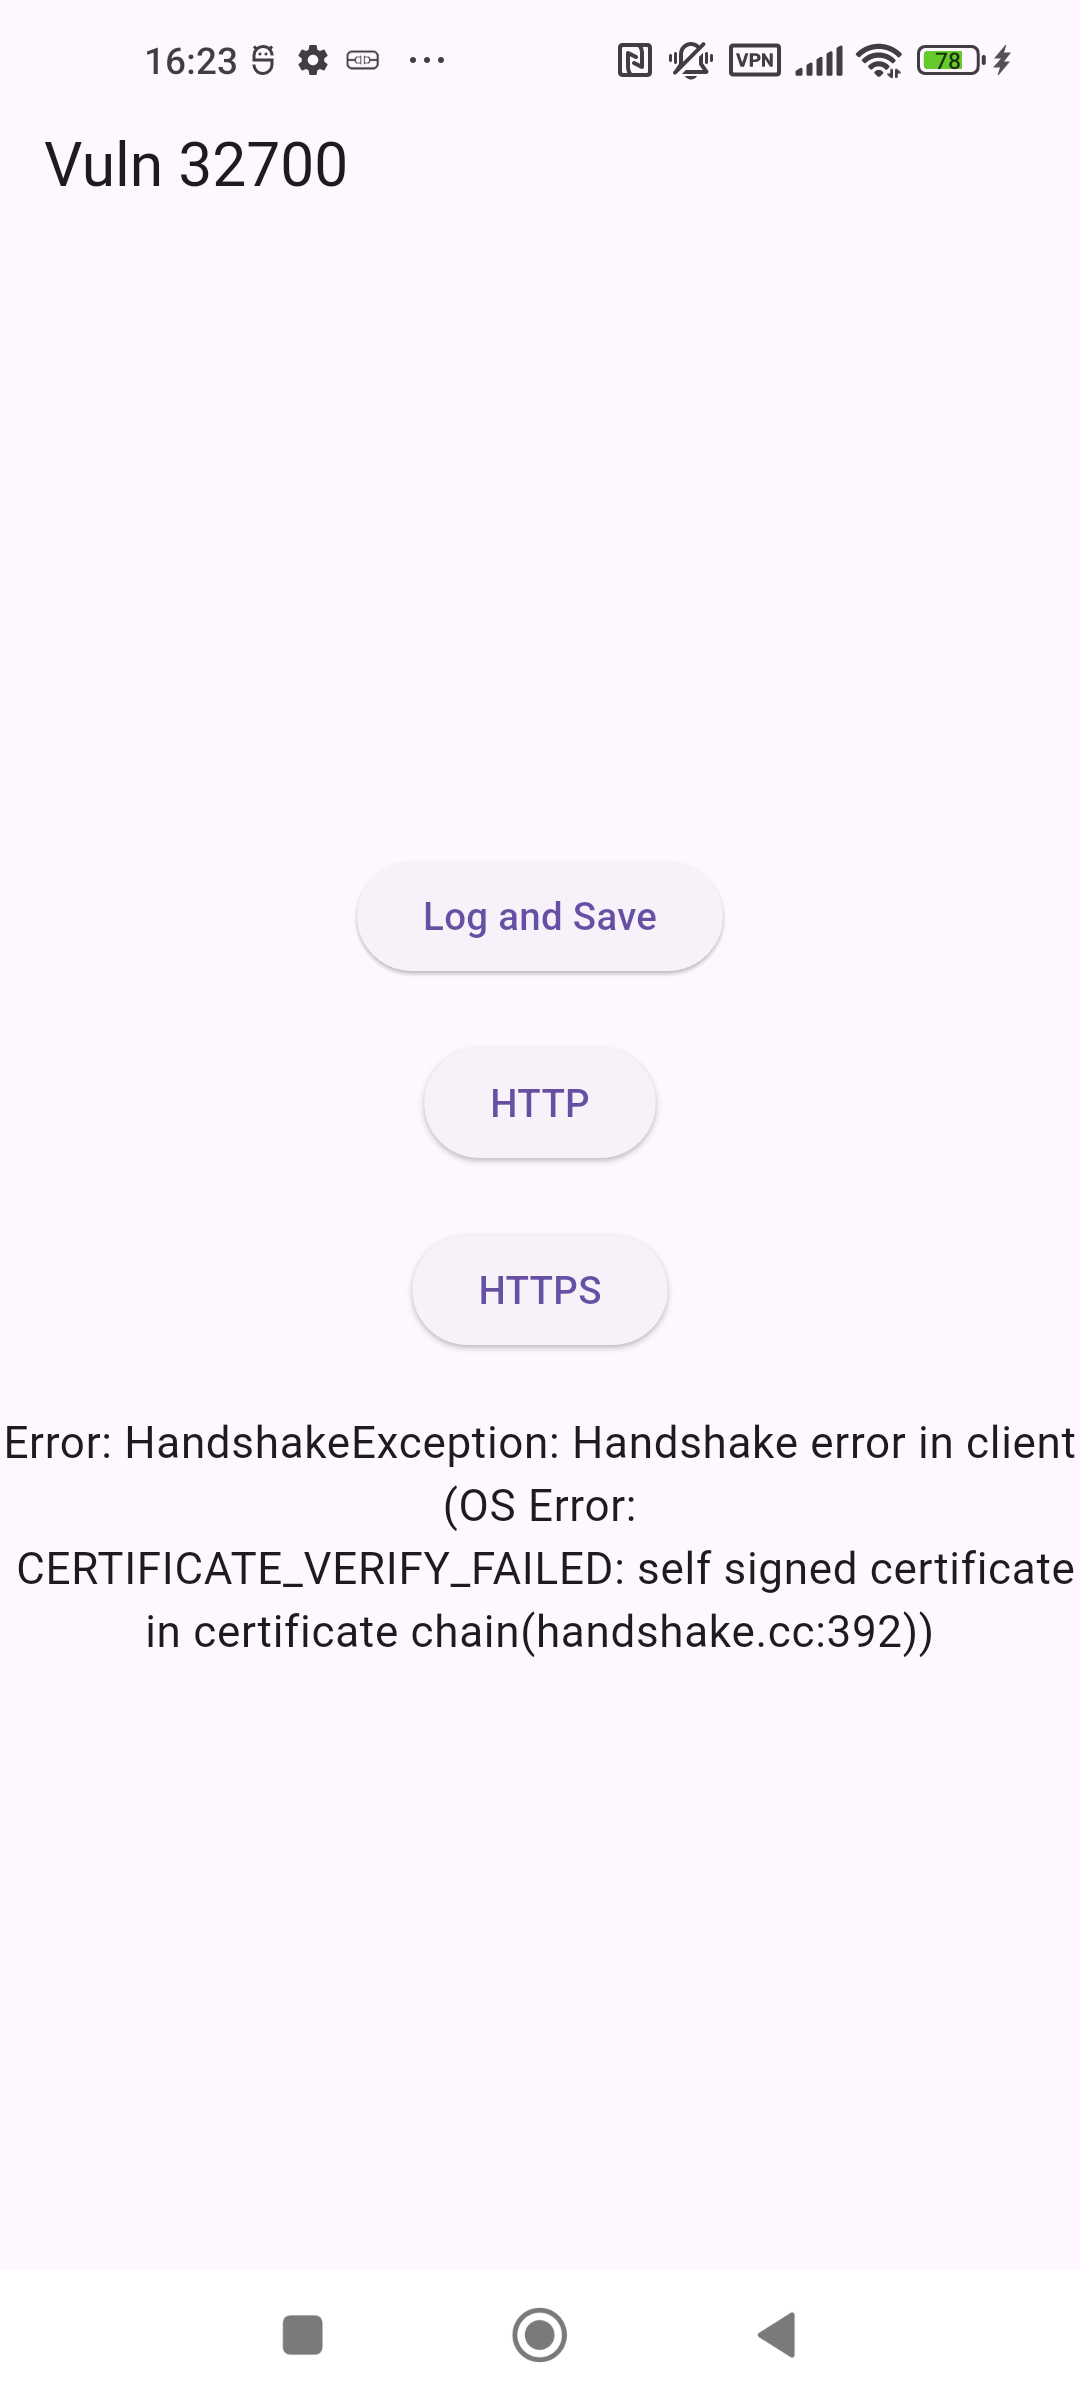 16:23 VPN 78
Vuln 32700
Log and Save
HTTP
HTTPS
Error: HandshakeException: Handshake error in client
(OS Error:
CERTIFICATE_VERIFY_FAILED: self signed certificate
in certificate chain(handshake.cc:392))